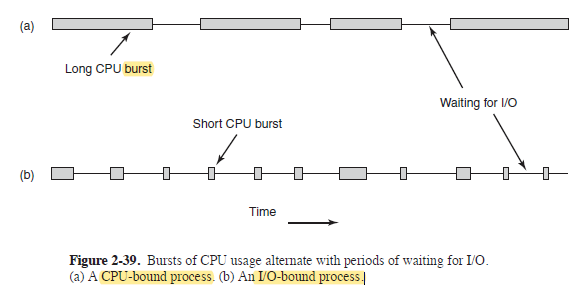 (a)
Long CPU burst
Waiting for I/O
Short CPU burst
(b)
Time
Figure 2-39. Bursts of CPU usage alternate with periods of waiting for I/O.
(a) A CPU-bound process. (b) An I/O-bound process.